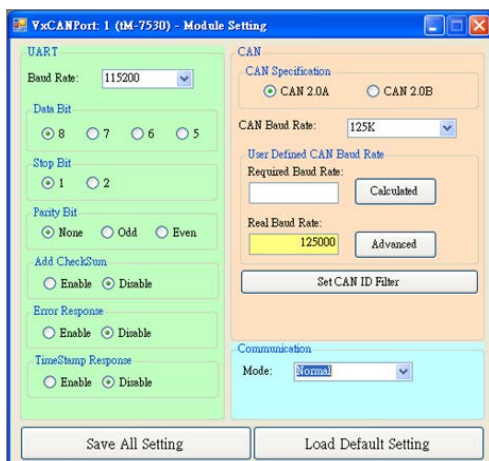 VxCANPort: 1 (tM-7530) - Module Setting
UART
Baud Rate: 115200
Data Bit
8 7 6 5
Stop Bit
1 2
Parity Bit
None Odd Even
Add CheckSum
Enable Disable
Error Response
Enable Disable
TimeStamp Response
Enable Disable
CAN
CAN Specification
CAN 2.0A CAN 2.0B
CAN Baud Rate: 125K
User Defined CAN Baud Rate
Required Baud Rate:
Calculated
Real Baud Rate:
125000 Advanced
Set CAN ID Filter
Communication
Mode: Normal
Save All Setting Load Default Setting